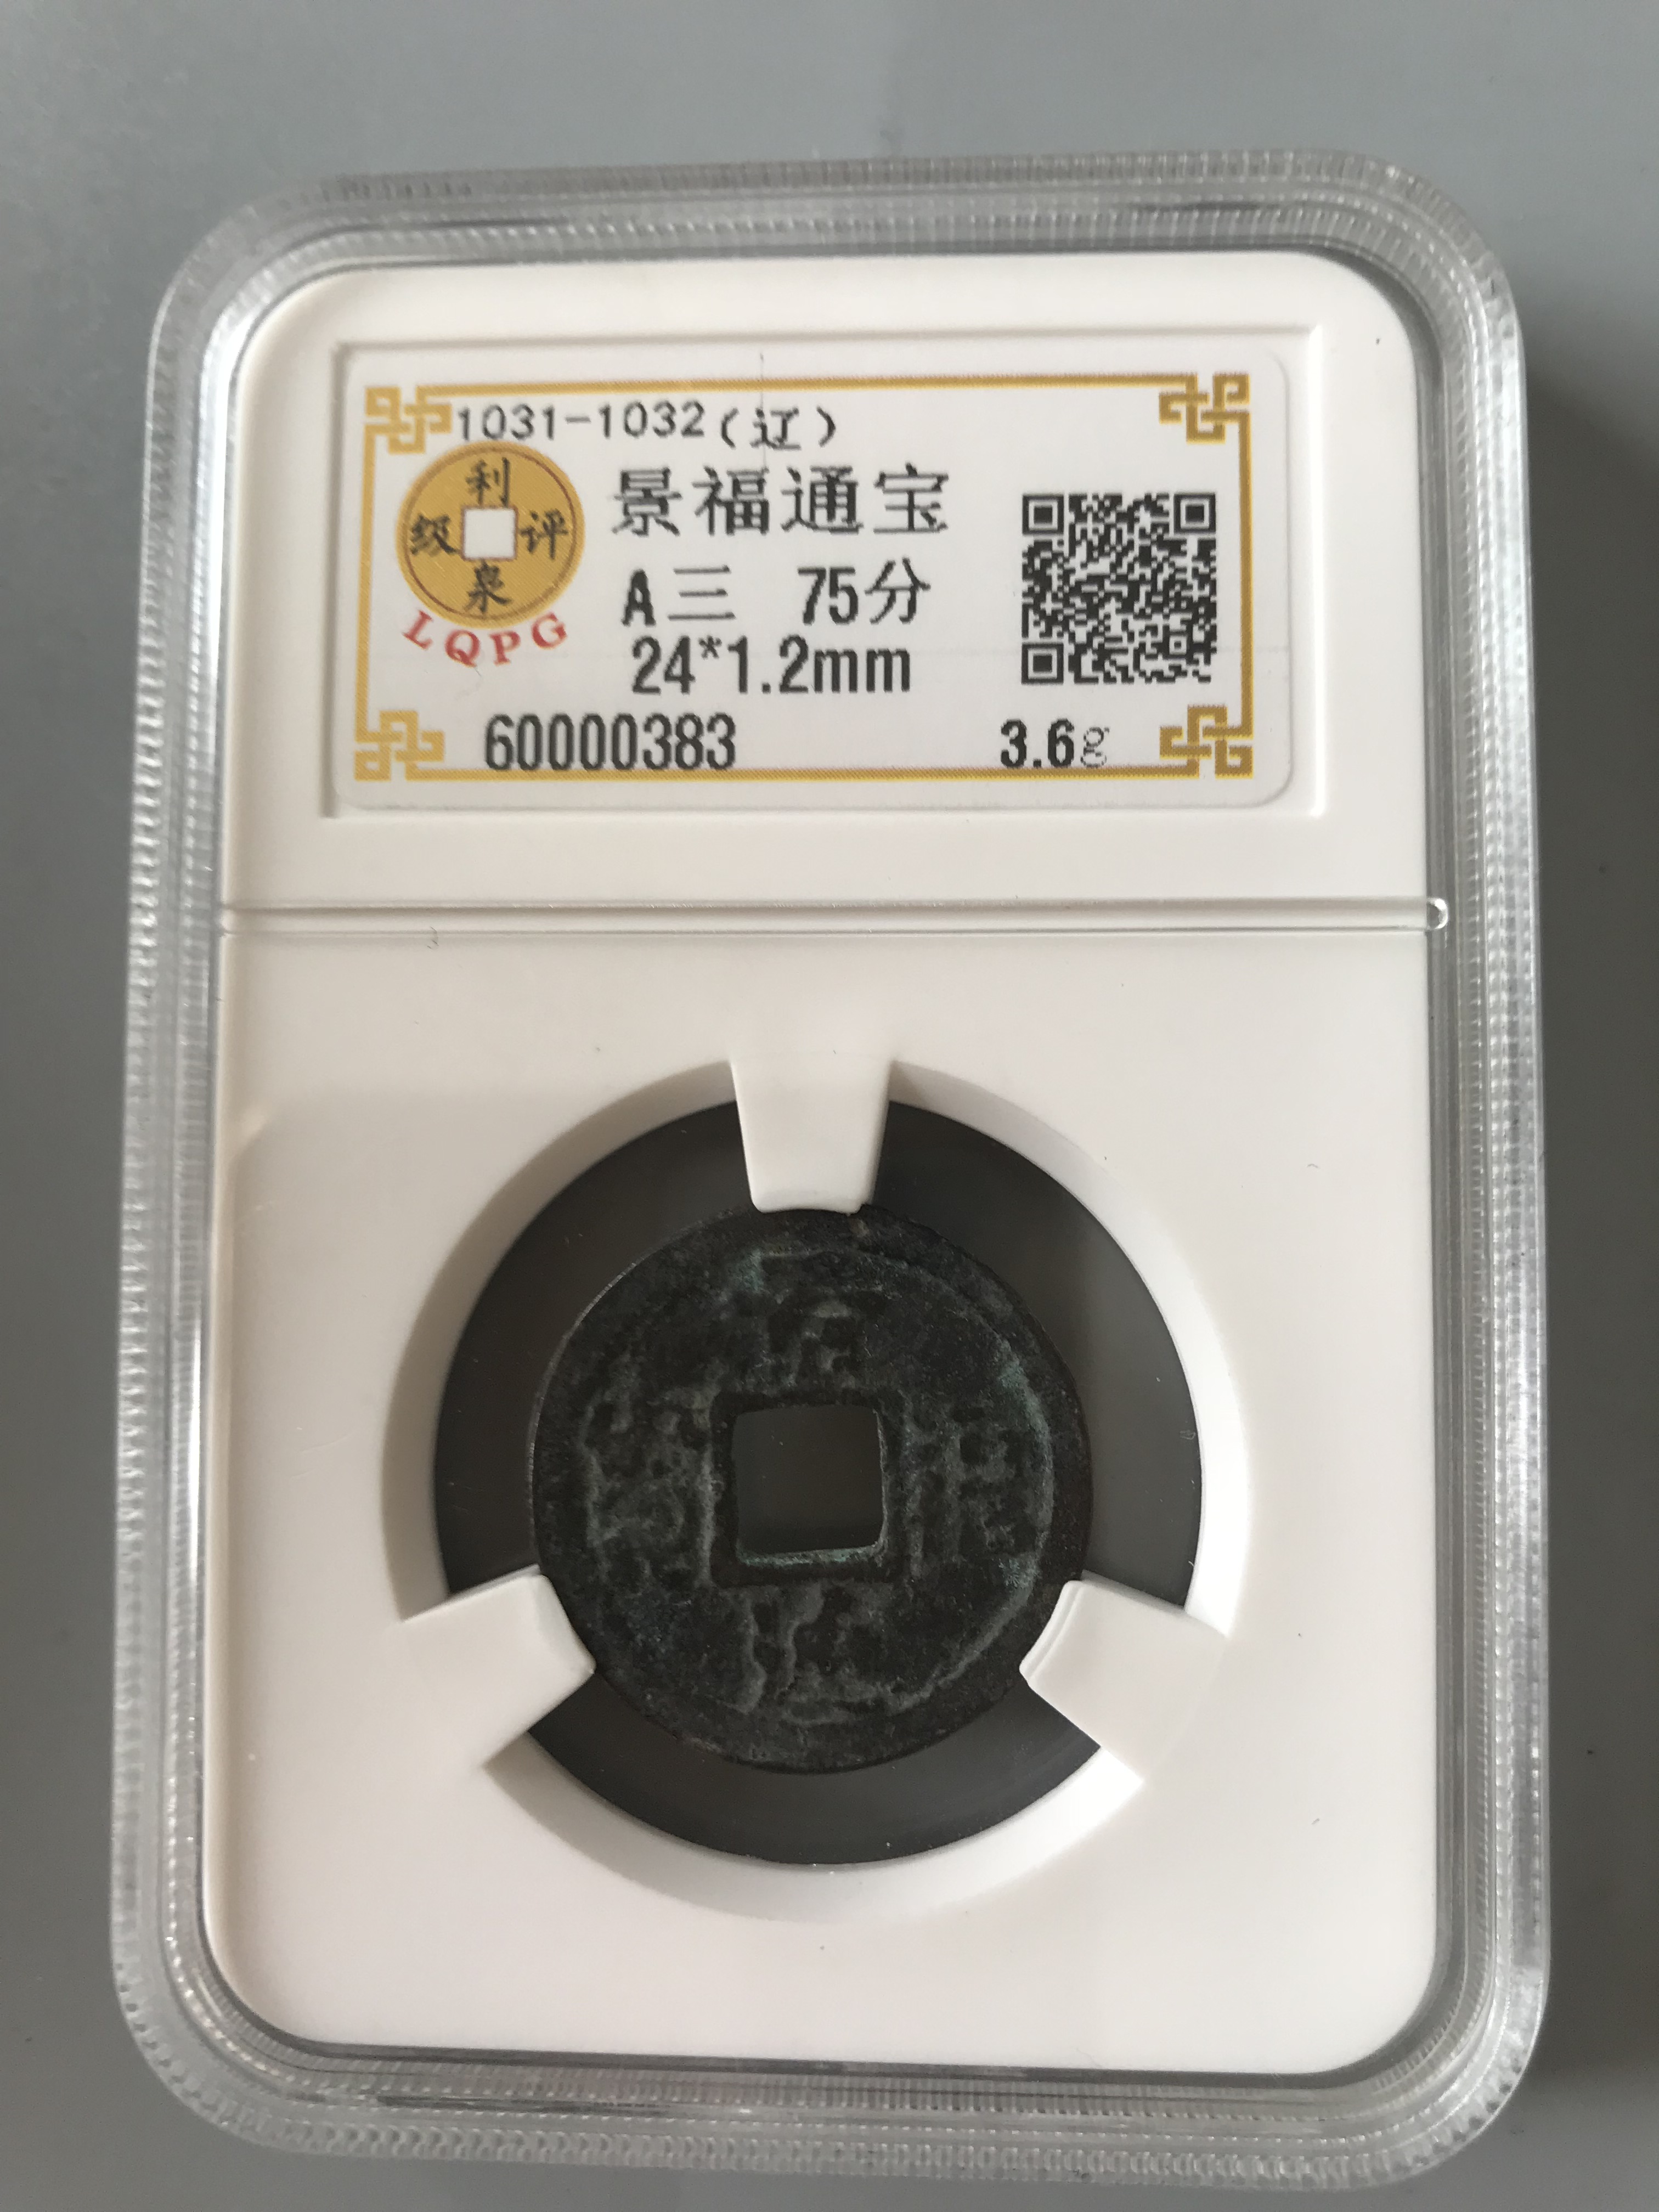 1031-1032(辽)
利
级 评
泉
LQPG
景福通宝
A三 75分
24*1.2mm
60000383
3.6g